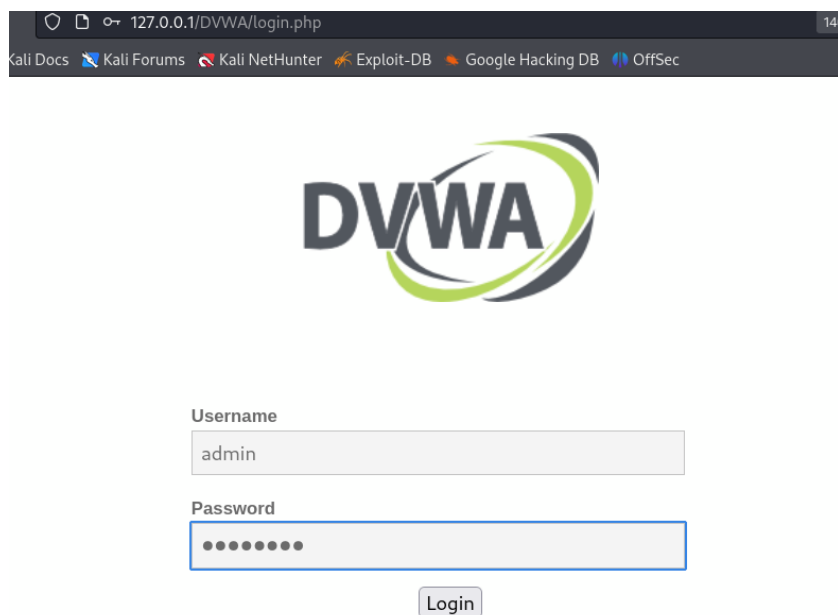 127.0.0.1/DVWA/login.php
Kali Docs Kali Forums Kali NetHunter Exploit-DB Google Hacking DB OffSec
DVWA
Username
admin
Password
Login